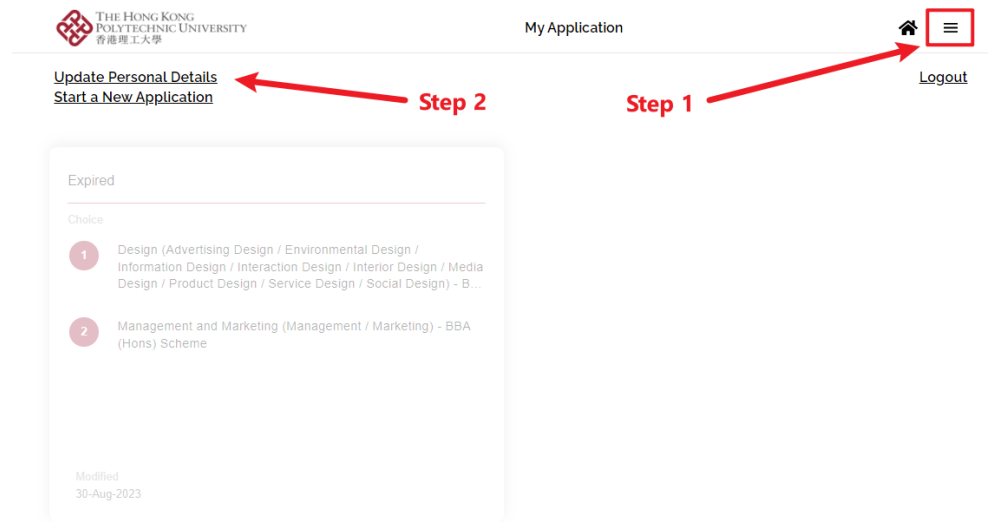 THE HONG KONG
POLYTECHNIC UNIVERSITY
香港理工大學
My Application
Update Personal Details
Start a New Application
Logout
Step 2
Step 1
Expired
Choice
1
Design (Advertising Design / Environmental Design /
Information Design / Interaction Design / Interior Design / Media
Design / Product Design / Service Design / Social Design) - B...
2
Management and Marketing (Management / Marketing) - BBA
(Hons) Scheme
Modified
30-Aug-2023